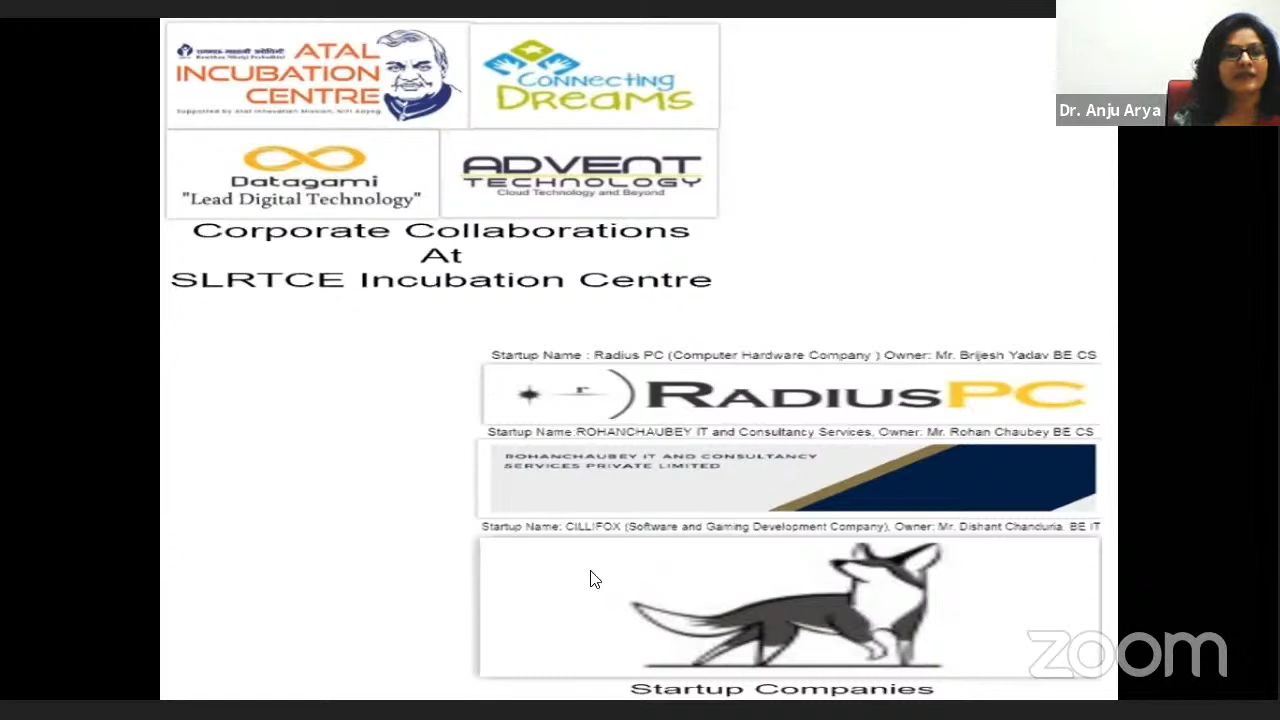 ATAL
INCUBATION
CENTRE
Supported by Atal Innovation Mission, Niti Aayog
Connecting
Dreams
Datagami
"Lead Digital Technology"
ADVENT
TECHNOLOGY
Cloud Technology and Beyond
Corporate Collaborations
At
SLRTCE Incubation Centre
Dr. Anju Arya
Startup Name : Radius PC (Computer Hardware Company ) Owner: Mr. Brijesh Yadav BE CS
r
RADIUSPC
Startup Name:ROHANCHAUBEY IT and Consultancy Services, Owner: Mr. Rohan Chaubey BE CS
ROHANCHAUBEY IT AND CONSULTANCY
SERVICES PRIVATE LIMITED
Startup Name: CILLIFOX (Software and Gaming Development Company), Owner: Mr. Dishant Chanduria. BE IT
Startup Companies
zoom